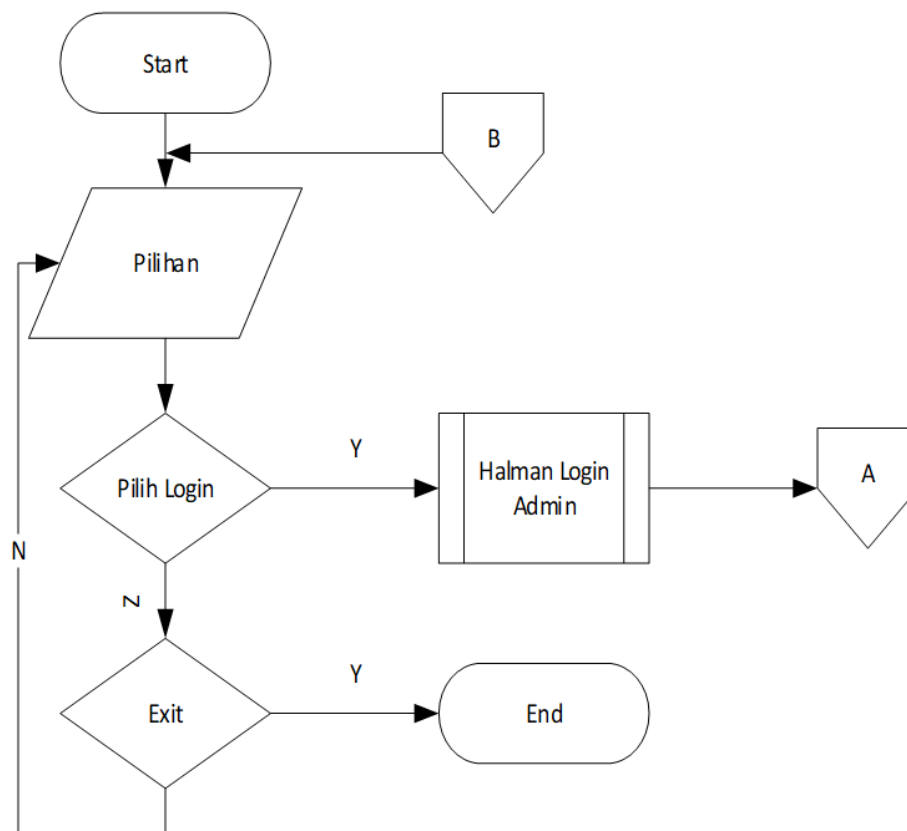 Start
B
Pilihan
Y
Pilih Login
Halman Login
Admin
A
N
N
Y
Exit
End